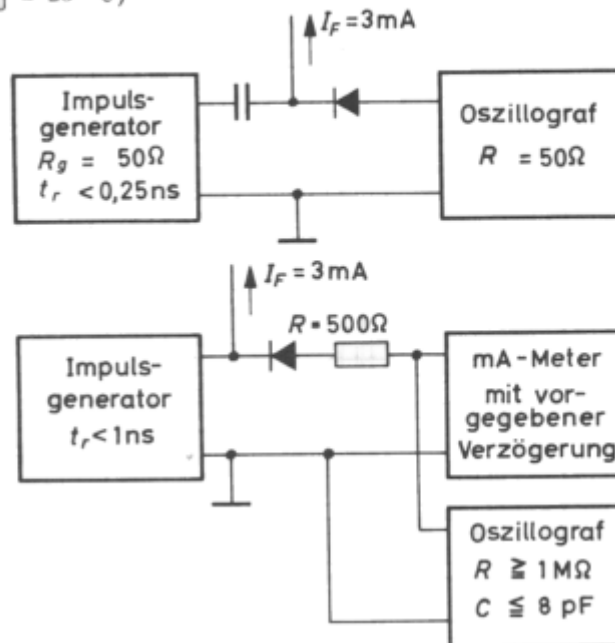 I_F = 3mA
Impuls-
generator
R_g = 50Ω
t_r < 0,25ns
Oszillograf
R = 50Ω
I_F = 3mA
R = 500Ω
Impuls-
generator
t_r < 1ns
mA-Meter
mit vor-
gegebener
Verzögerung
Oszillograf
R ≧ 1MΩ
C ≦ 8 pF